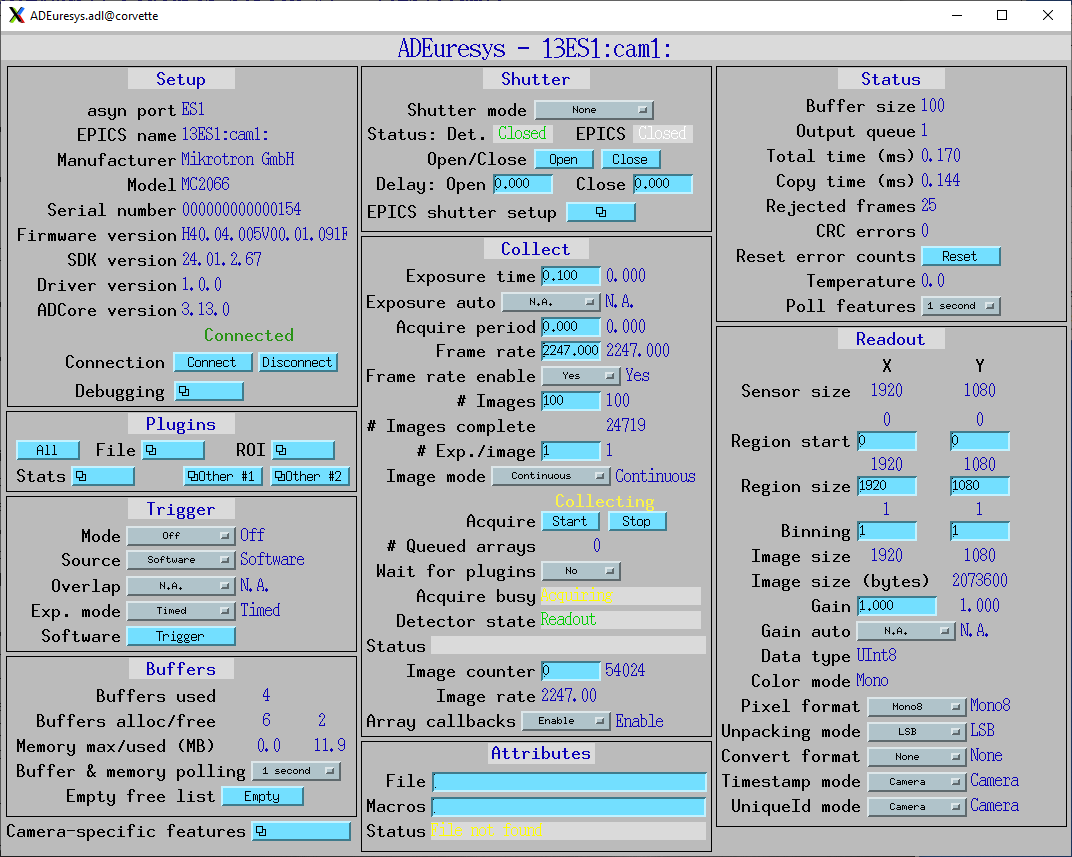 ADEuresys.adl@corvette
ADEuresys - 13ES1:cam1:
Setup
asyn port ES1
EPICS name 13ES1:cam1:
Manufacturer Mikrotron GmbH
Model MC2066
Serial number 000000000000154
Firmware version H40.04.005V00.01.091F
SDK version 24.01.2.67
Driver version 1.0.0
ADCore version 3.13.0
Connected
Connection Connect Disconnect
Debugging
Plugins
All File ROI
Stats Other #1 Other #2
Trigger
Mode Off Off
Source Software Software
Overlap N.A. N.A.
Exp. mode Timed Timed
Software Trigger
Buffers
Buffers used 4
Buffers alloc/free 6 2
Memory max/used (MB) 0.0 11.9
Buffer & memory polling 1 second
Empty free list Empty
Camera-specific features
Shutter
Shutter mode None
Status: Det. Closed EPICS Closed
Open/Close Open Close
Delay: Open 0.000 Close 0.000
EPICS shutter setup
Collect
Exposure time 0.100 0.000
Exposure auto N.A. N.A.
Acquire period 0.000 0.000
Frame rate 2247.000 2247.000
Frame rate enable Yes Yes
# Images 100 100
# Images complete 24719
# Exp./image 1 1
Image mode Continuous Continuous
Collecting
Acquire Start Stop
# Queued arrays 0
Wait for plugins No
Acquire busy Acquiring
Detector state Readout
Status
Image counter 0 54024
Image rate 2247.00
Array callbacks Enable Enable
Attributes
File
Macros
Status File not found
Status
Buffer size 100
Output queue 1
Total time (ms) 0.170
Copy time (ms) 0.144
Rejected frames 25
CRC errors 0
Reset error counts Reset
Temperature 0.0
Poll features 1 second
Readout
X Y
Sensor size 1920 1080
0 0
Region start 0 0
1920 1080
Region size 1920 1080
1 1
Binning 1 1
Image size 1920 1080
Image size (bytes) 2073600
Gain 1.000 1.000
Gain auto N.A. N.A.
Data type UInt8
Color mode Mono
Pixel format Mono8 Mono8
Unpacking mode LSB LSB
Convert format None None
Timestamp mode Camera Camera
UniqueId mode Camera Camera